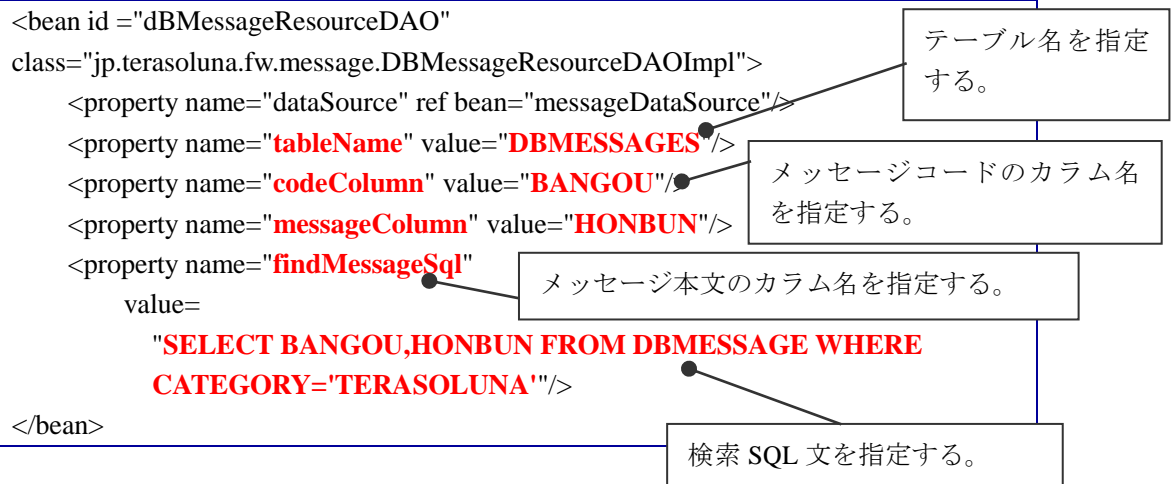 <bean id ="dBMessageResourceDAO"
class="jp.terasoluna.fw.message.DBMessageResourceDAOImpl">
<property name="dataSource" ref bean="messageDataSource"/>
<property name="tableName" value="DBMESSAGES"/>
<property name="codeColumn" value="BANGOU"/>
<property name="messageColumn" value="HONBUN"/>
<property name="findMessageSql"
value=
"SELECT BANGOU,HONBUN FROM DBMESSAGE WHERE
CATEGORY='TERASOLUNA'"/>
</bean>
テーブル名を指定
する。
メッセージコードのカラム名
を指定する。
メッセージ本文のカラム名を指定する。
検索 SQL 文を指定する。